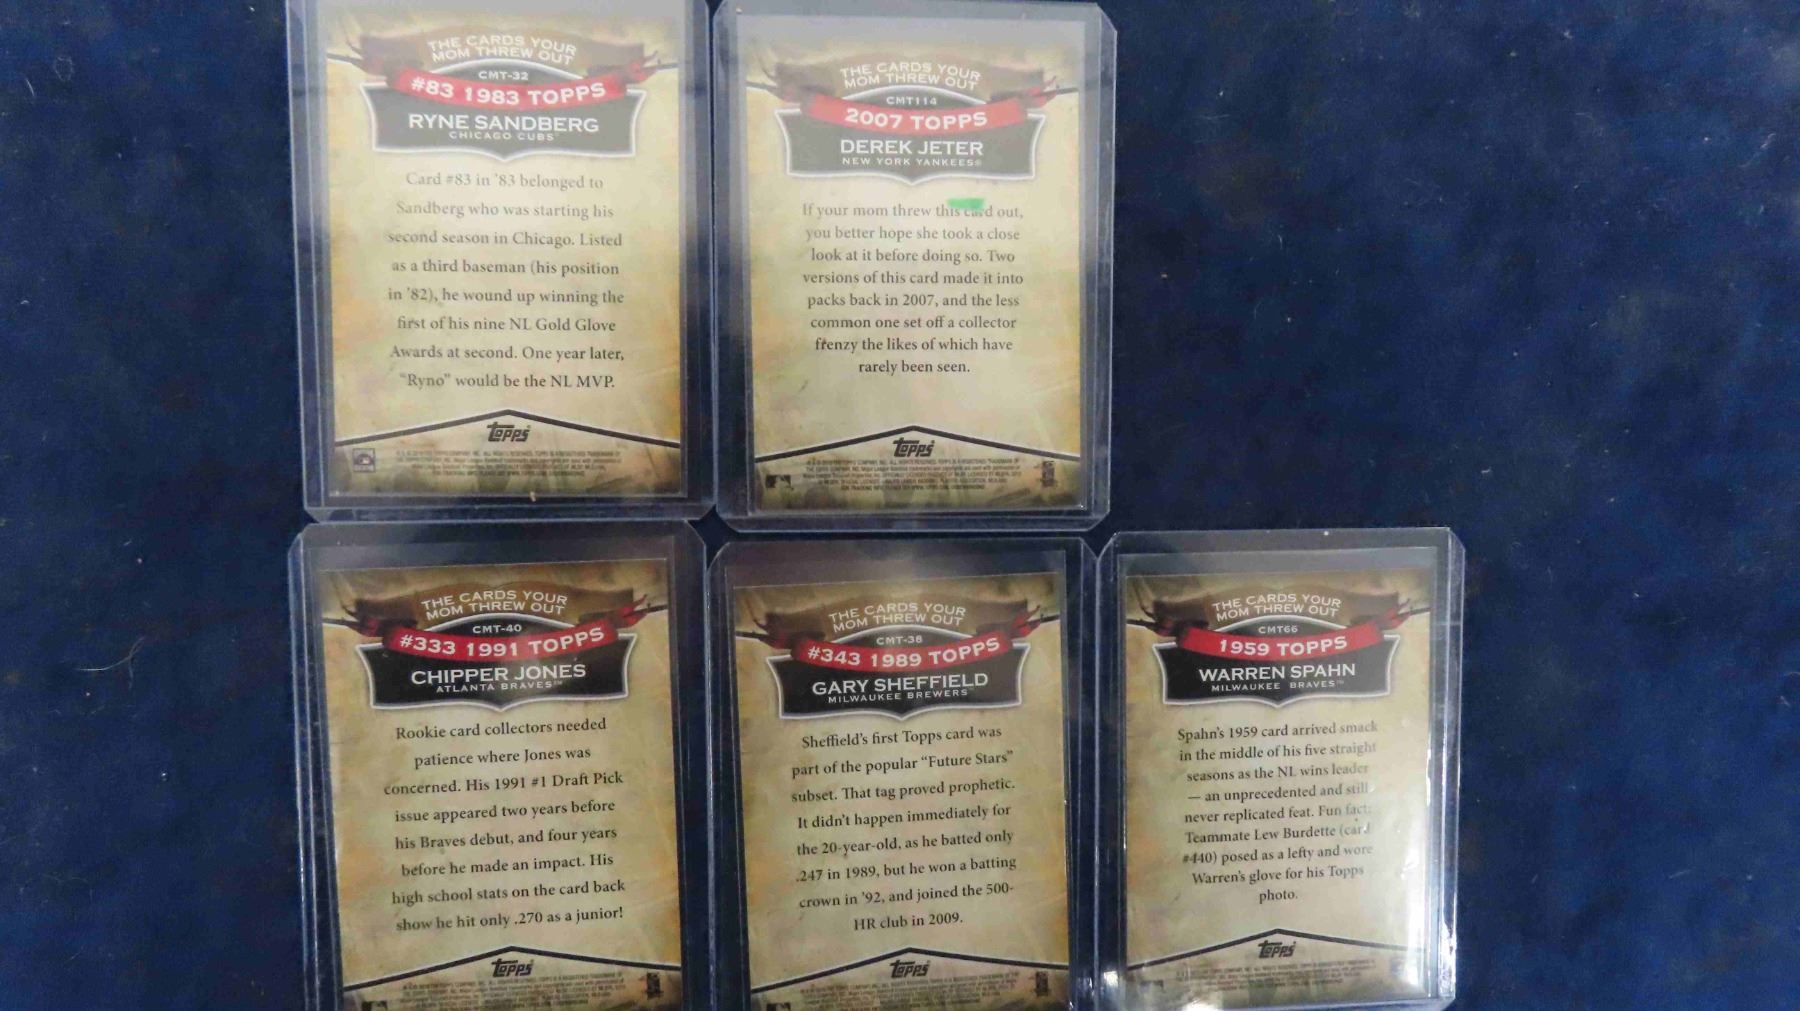 THE CARDS YOUR
MOM THREW OUT
CMT-32
#83 1983 TOPPS
RYNE SANDBERG
CHICAGO CUBS
Card #83 in '83 belonged to
Sandberg who was starting his
second season in Chicago. Listed
as a third baseman (his position
in '82), he wound up winning the
first of his nine NL Gold Glove
Awards at second. One year later,
"Ryno" would be the NL MVP.
Topps
THE CARDS YOUR
MOM THREW OUT
CMT114
2007 TOPPS
DEREK JETER
NEW YORK YANKEES®
If your mom threw this card out,
you better hope she took a close
look at it before doing so. Two
versions of this card made it into
packs back in 2007, and the less
common one set off a collector
frenzy the likes of which have
rarely been seen.
Topps
THE CARDS YOUR
MOM THREW OUT
CMT-40
#333 1991 TOPPS
CHIPPER JONES
ATLANTA BRAVES™
Rookie card collectors needed
patience where Jones was
concerned. His 1991 #1 Draft Pick
issue appeared two years before
his Braves debut, and four years
before he made an impact. His
high school stats on the card back
show he hit only .270 as a junior!
Topps
THE CARDS YOUR
MOM THREW OUT
CMT-38
#343 1989 TOPPS
GARY SHEFFIELD
MILWAUKEE BREWERS™
Sheffield's first Topps card was
part of the popular "Future Stars"
subset. That tag proved prophetic.
It didn't happen immediately for
the 20-year-old, as he batted only
.247 in 1989, but he won a batting
crown in '92, and joined the 500-
HR club in 2009.
Topps
THE CARDS YOUR
MOM THREW OUT
CMT66
1959 TOPPS
WARREN SPAHN
MILWAUKEE BRAVES™
Spahn's 1959 card arrived smack
in the middle of his five straight
seasons as the NL wins leader
— an unprecedented and still
never replicated feat. Fun fact:
Teammate Lew Burdette (card
#440) posed as a lefty and wore
Warren's glove for his Topps
photo.
Topps